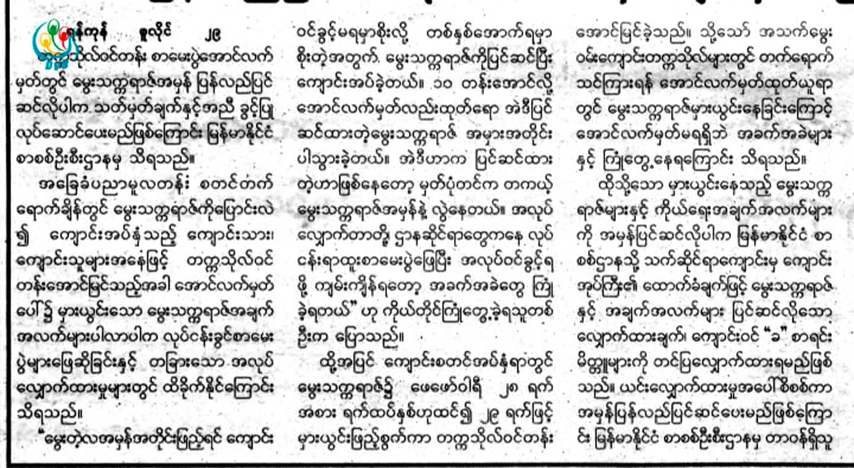 ရန်ကုန် ဇူလိုင် ၂၉
တက္ကသိုလ်ဝင်တန်း စာမေးပွဲအောင်လက်
မှတ်တွင် မွေးသက္ကရာဇ်အမှန် ပြန်လည်ပြင်
ဆင်လိုပါက သတ်မှတ်ချက်နှင့်အညီ ခွင့်ပြု
လုပ်ဆောင်ပေးမည်ဖြစ်ကြောင်း မြန်မာနိုင်ငံ
စာစစ်ဦးစီးဌာနမှ သိရသည်။
အခြေခံပညာမူလတန်း စတင်တက်
ရောက်ချိန်တွင် မွေးသက္ကရာဇ်ကိုပြောင်းလဲ
၍ ကျောင်းအပ်နှံသည့် ကျောင်းသား၊
ကျောင်းသူများအနေဖြင့် တက္ကသိုလ်ဝင်
တန်းအောင်မြင်သည့်အခါ အောင်လက်မှတ်
ပေါ်၌ မှားယွင်းသော မွေးသက္ကရာဇ်အချက်
အလက်များပါလာပါက လုပ်ငန်းခွင်စာမေး
ပွဲများဖြေဆိုခြင်းနှင့် တခြားသော အလုပ်
လျှောက်ထားမှုများတွင် ထိခိုက်နိုင်ကြောင်း
သိရသည်။
“မွေးတဲ့လအမှန်အတိုင်းဖြည့်ရင် ကျောင်း
ဝင်ခွင့်မရမှာစိုးလို့ တစ်နှစ်အောက်ရမှာ
စိုးတဲ့အတွက် မွေးသက္ကရာဇ်ကိုပြင်ဆင်ပြီး
ကျောင်းအပ်ခဲ့တယ်။ ၁၀ တန်းအောင်လို့
အောင်လက်မှတ်လည်းထုတ်ရော အဲဒီပြင်
ဆင်ထားတဲ့မွေးသက္ကရာဇ် အမှားအတိုင်း
ပါသွားခဲ့တယ်။ အဲဒီဟာက ပြင်ဆင်ထား
တဲ့ဟာဖြစ်နေတော့ မှတ်ပုံတင်က တကယ့်
မွေးသက္ကရာဇ်အမှန်နဲ့ လွဲနေတယ်။ အလုပ်
လျှောက်တာတို့ ဌာနဆိုင်ရာတွေကနေ လုပ်
ငန်းရာထူးစာမေးပွဲဖြေပြီး အလုပ်ဝင်ခွင့်ရ
ဖို့ ကျမ်းကျိန်ရတော့ အခက်အခဲတွေ ကြုံ
ခဲ့ရတယ်”ဟု ကိုယ်တိုင်ကြုံတွေ့ခဲ့ရသူတစ်
ဦးက ပြောသည်။
ထို့အပြင် ကျောင်းစတင်အပ်နှံရာတွင်
မွေးသက္ကရာဇ်၌ ဖေဖော်ဝါရီ ၂၈ ရက်
အစား ရက်ထပ်နှစ်ဟုထင်၍ ၂၉ ရက်ဖြင့်
မှားယွင်းဖြည့်စွက်ကာ တက္ကသိုလ်ဝင်တန်း
အောင်မြင်ခဲ့သည်။ သို့သော် အသက်မွေး
ဝမ်းကျောင်းတက္ကသိုလ်များတွင် တက်ရောက်
သင်ကြားရန် အောင်လက်မှတ်ထုတ်ယူရာ
တွင် မွေးသက္ကရာဇ်မှားယွင်းနေခြင်းကြောင့်
အောင်လက်မှတ်မရရှိဘဲ အခက်အခဲများ
နှင့် ကြုံတွေ့နေရကြောင်း သိရသည်။
ထိုသို့သော မှားယွင်းနေသည့် မွေးသက္က
ရာဇ်များနှင့် ကိုယ်ရေးအချက်အလက်များ
ကို အမှန်ပြင်ဆင်လိုပါက မြန်မာနိုင်ငံ စာ
စစ်ဌာနသို့ သက်ဆိုင်ရာကျောင်းမှ ကျောင်း
အုပ်ကြီး၏ ထောက်ခံချက်ဖြင့် မွေးသက္ကရာဇ်
နှင့် အချက်အလက်များ ပြင်ဆင်လိုသော
လျှောက်ထားချက်၊ ကျောင်းဝင် “ခ” စာရင်း
မိတ္တူများကို တင်ပြလျှောက်ထားရမည်ဖြစ်
သည်။ ယင်းလျှောက်ထားမှုအပေါ်စိစစ်ကာ
အမှန်ပြန်လည်ပြင်ဆင်ပေးမည်ဖြစ်ကြော
င်း မြန်မာနိုင်ငံ စာစစ်ဦးစီးဌာနမှ တာဝန်ရှိသူ